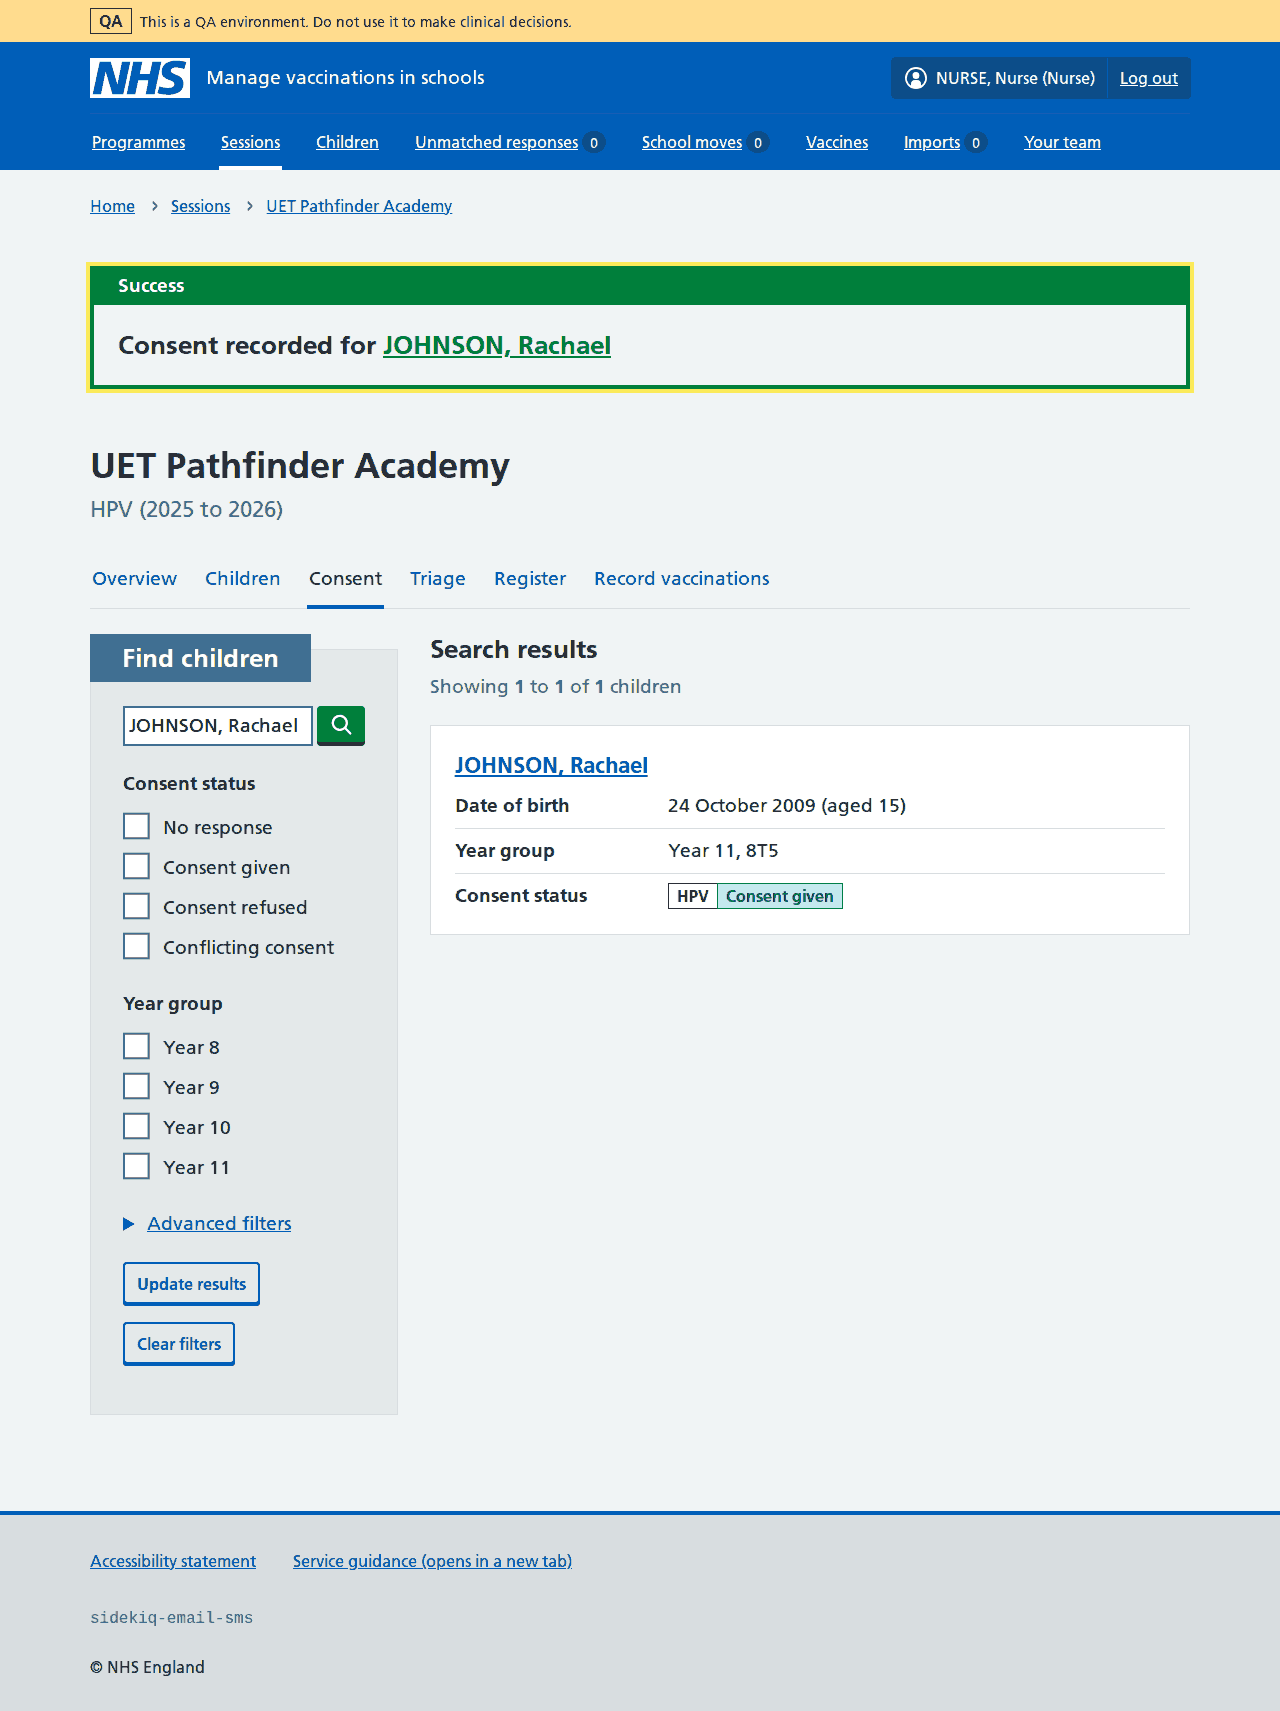 QA This is a QA environment. Do not use it to make clinical decisions.
NHS Manage vaccinations in schools NURSE, Nurse (Nurse) Log out
Programmes Sessions Children Unmatched responses 0 School moves 0 Vaccines Imports 0 Your team
Home Sessions UET Pathfinder Academy
Success
Consent recorded for JOHNSON, Rachael
UET Pathfinder Academy
HPV (2025 to 2026)
Overview Children Consent Triage Register Record vaccinations
Find children
JOHNSON, Rachael
Consent status
No response
Consent given
Consent refused
Conflicting consent
Year group
Year 8
Year 9
Year 10
Year 11
Advanced filters
Update results
Clear filters
Search results
Showing 1 to 1 of 1 children
JOHNSON, Rachael
Date of birth 24 October 2009 (aged 15)
Year group Year 11, 8T5
Consent status HPV Consent given
Accessibility statement Service guidance (opens in a new tab)
sidekiq-email-sms
© NHS England